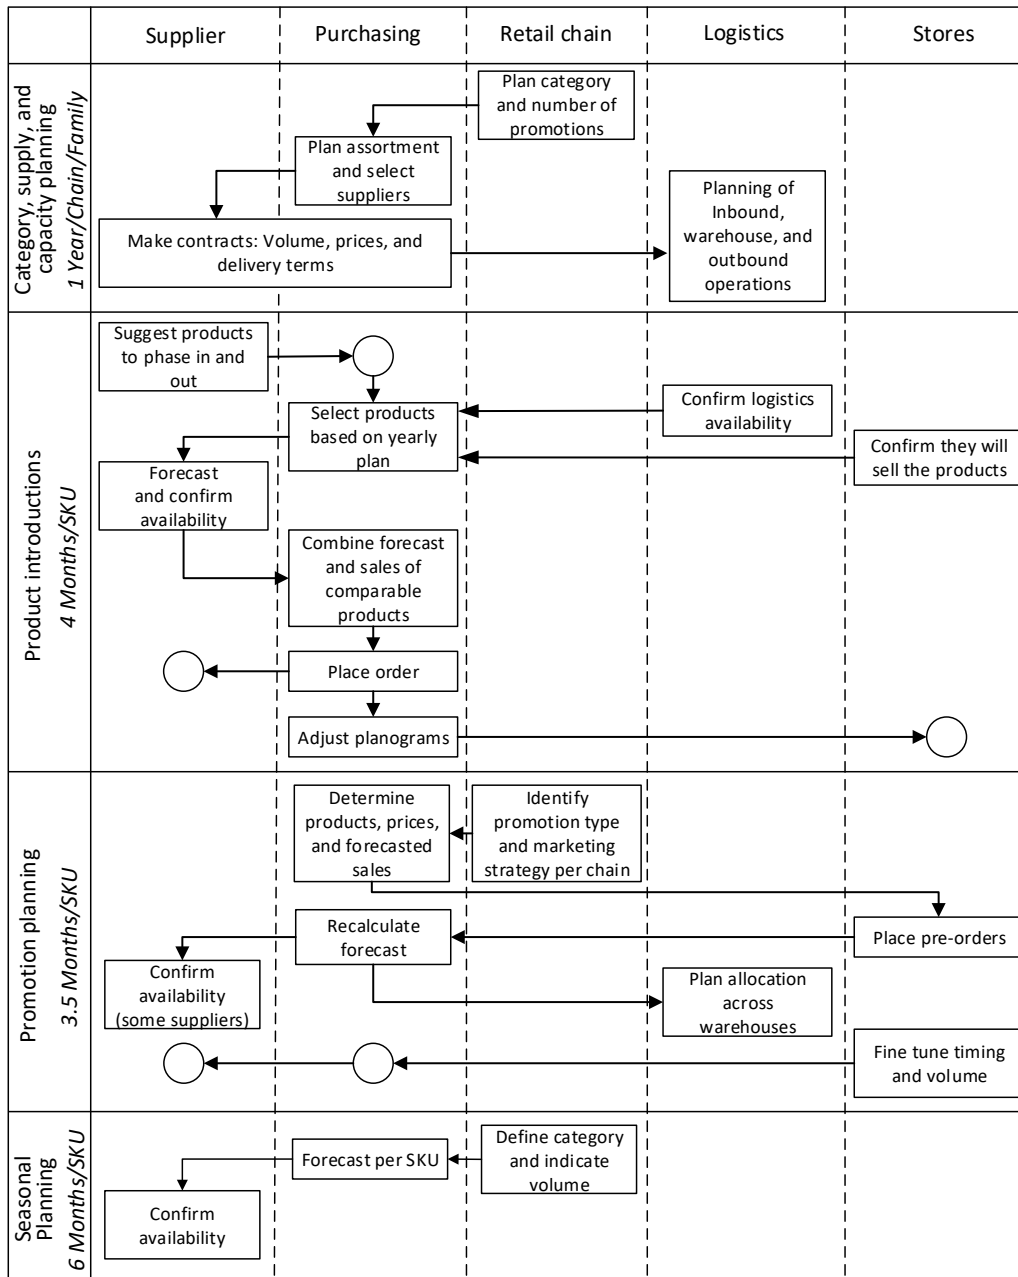 Supplier
Purchasing
Retail chain
Logistics
Stores
Category, supply, and
capacity planning
1 Year/Chain/Family
Plan category
and number of
promotions
Plan assortment
and select
suppliers
Make contracts: Volume, prices, and
delivery terms
Planning of
Inbound,
warehouse, and
outbound
operations
Product introductions
4 Months/SKU
Suggest products
to phase in and
out
Select products
based on yearly
plan
Confirm logistics
availability
Confirm they will
sell the products
Forecast
and confirm
availability
Combine forecast
and sales of
comparable
products
Place order
Adjust planograms
Promotion planning
3.5 Months/SKU
Determine
products, prices,
and forecasted
sales
Identify
promotion type
and marketing
strategy per chain
Place pre-orders
Recalculate
forecast
Confirm
availability
(some suppliers)
Plan allocation
across
warehouses
Fine tune timing
and volume
Seasonal
Planning
6 Months/SKU
Forecast per SKU
Define category
and indicate
volume
Confirm
availability